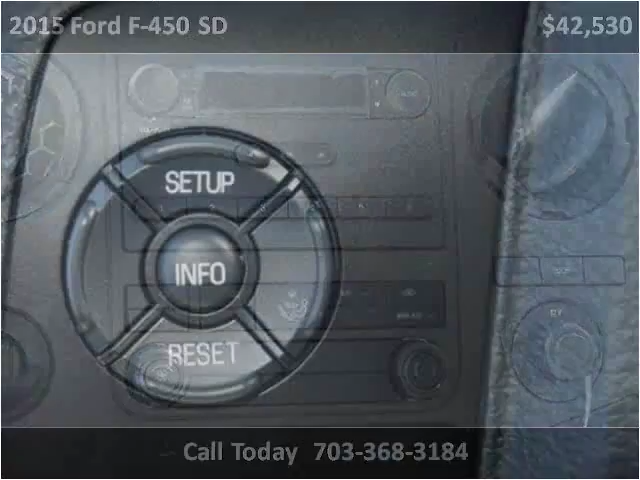 2015 Ford F-450 SD
$42,530
SETUP
INFO
RESET
Call Today 703-368-3184